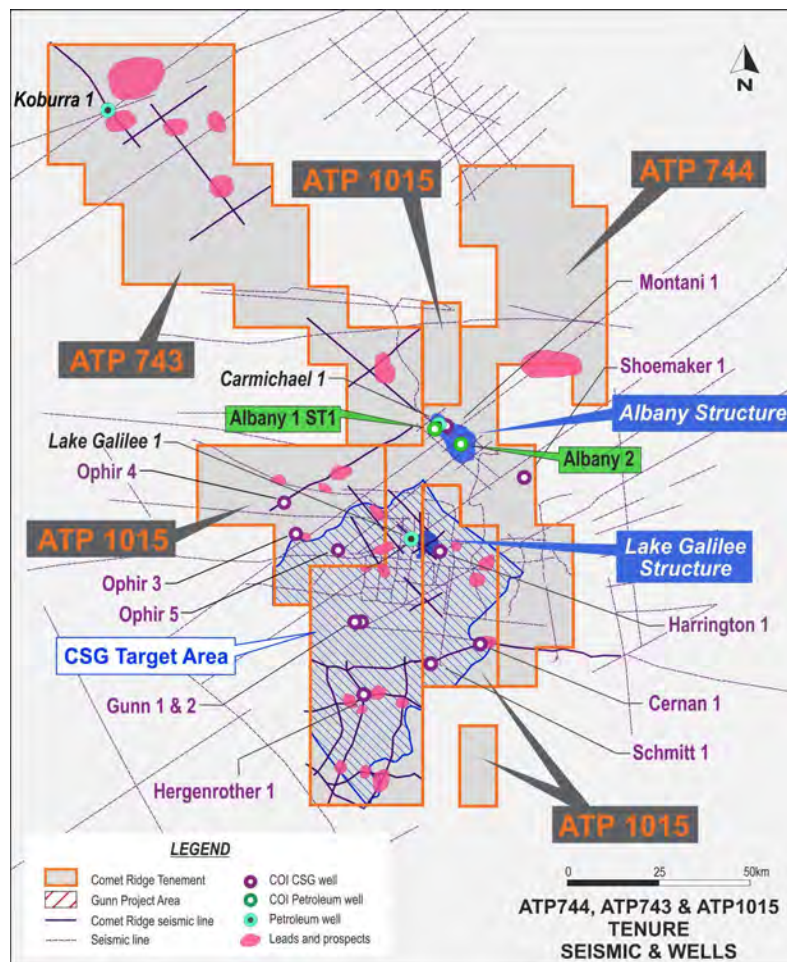 Koburra 1
N
ATP 1015
ATP 744
Montani 1
ATP 743
Shoemaker 1
Carmichael 1
Albany 1 ST1
Albany Structure
Lake Galilee 1
Albany 2
Ophir 4
ATP 1015
Lake Galilee
Structure
Ophir 3
Ophir 5
Harrington 1
CSG Target Area
Gunn 1 & 2
Cernan 1
Schmitt 1
Hergenrother 1
ATP 1015
LEGEND
Comet Ridge Tenement
Gunn Project Area
Comet Ridge seismic line
Seismic line
COI CSG well
COI Petroleum well
Petroleum well
Leads and prospects
0 25 50km
ATP744, ATP743 & ATP1015
TENURE
SEISMIC & WELLS